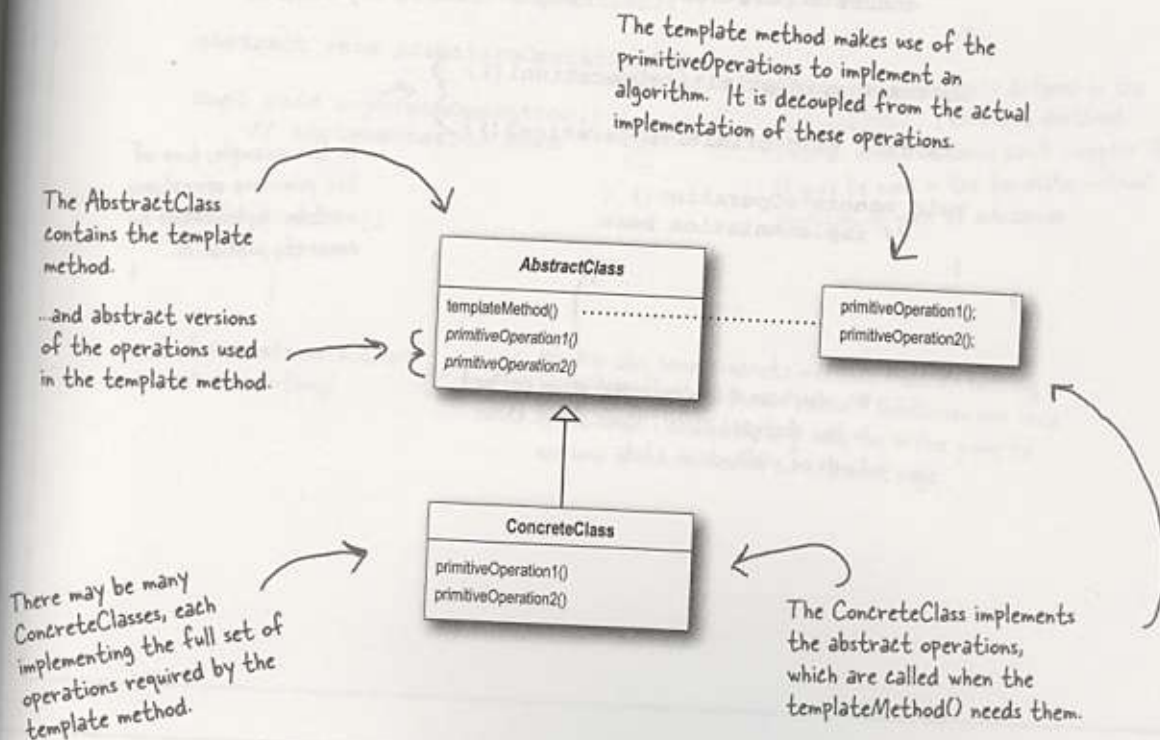 The template method makes use of the
primitiveOperations to implement an
algorithm. It is decoupled from the actual
implementation of these operations.
The AbstractClass
contains the template
method.
...and abstract versions
of the operations used
in the template method.
AbstractClass
templateMethod()
primitiveOperation1()
primitiveOperation2()
primitiveOperation1();
primitiveOperation2();
ConcreteClass
primitiveOperation1()
primitiveOperation2()
There may be many
ConcreteClasses, each
implementing the full set of
operations required by the
template method.
The ConcreteClass implements
the abstract operations,
which are called when the
templateMethod() needs them.